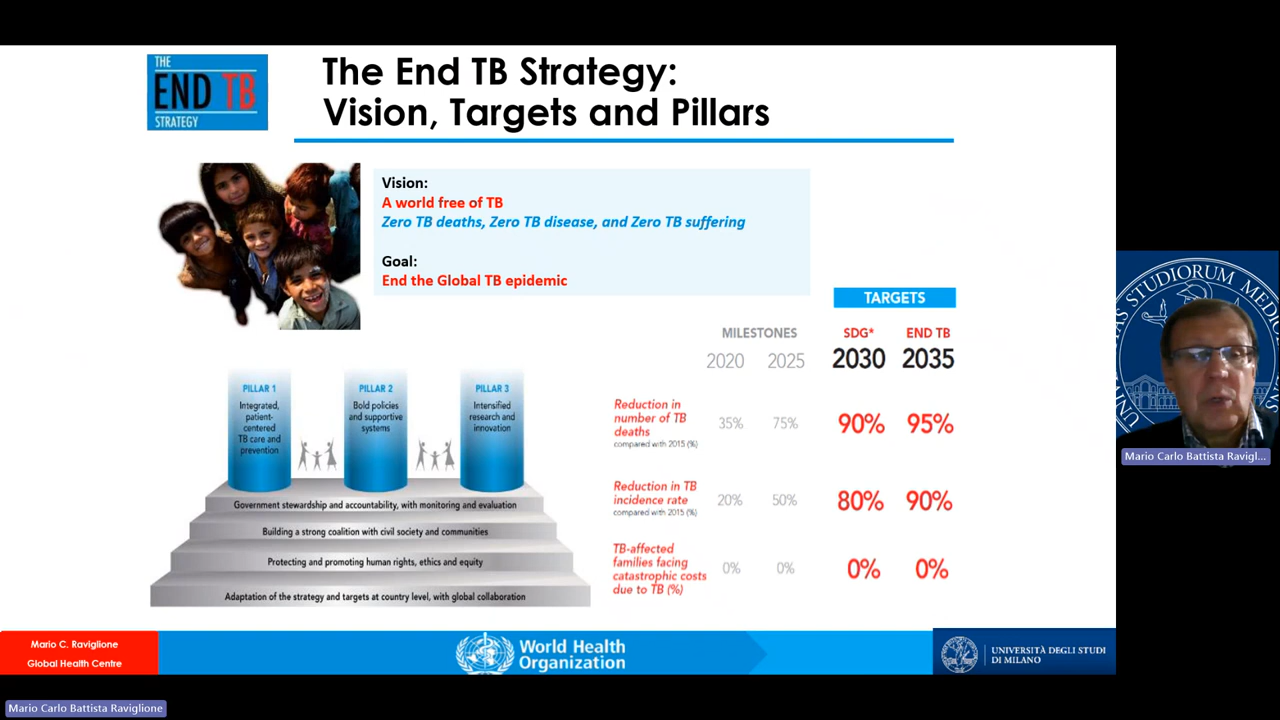 THE
END TB
STRATEGY
The End TB Strategy:
Vision, Targets and Pillars
Vision:
A world free of TB
Zero TB deaths, Zero TB disease, and Zero TB suffering
Goal:
End the Global TB epidemic
TARGETS
MILESTONES
SDG*
END TB
2020
2025
2030
2035
Reduction in
number of TB
deaths
compared with 2015 (%)
35%
75%
90%
95%
Reduction in TB
incidence rate
compared with 2015 (%)
20%
50%
80%
90%
TB-affected
families facing
catastrophic costs
due to TB (%)
0%
0%
0%
0%
PILLAR 1
Integrated,
patient-
centered
TB care and
prevention
PILLAR 2
Bold policies
and supportive
systems
PILLAR 3
Intensified
research and
innovation
Government stewardship and accountability, with monitoring and evaluation
Building a strong coalition with civil society and communities
Protecting and promoting human rights, ethics and equity
Adaptation of the strategy and targets at country level, with global collaboration
Mario C. Raviglione
Global Health Centre
World Health
Organization
UNIVERSITÀ DEGLI STUDI
DI MILANO
STUDIORUM
Mario Carlo Battista Ravigl...
Mario Carlo Battista Raviglione